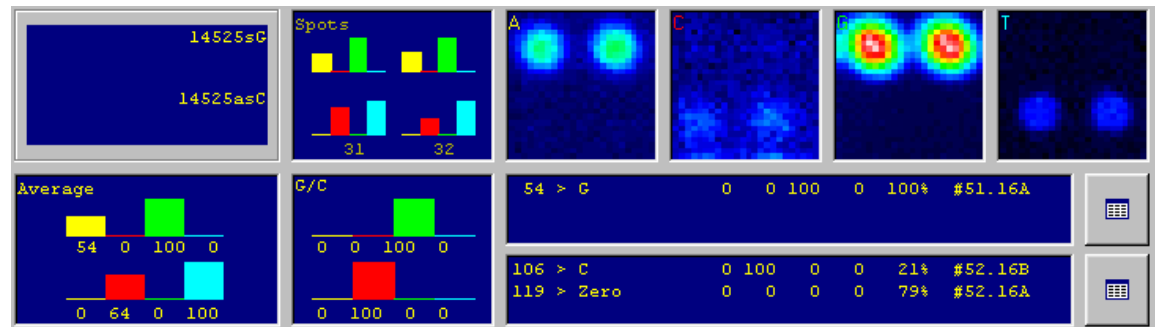 14525sG
14525asC
Spots
31 32
A
C
G
T
Average
54 0 100 0
0 64 0 100
G/C
0 0 100 0
0 100 0 0
54 > G 0 0 100 0 100% #51.16A
106 > C 0 100 0 0 21% #52.16B
119 > Zero 0 0 0 0 79% #52.16A